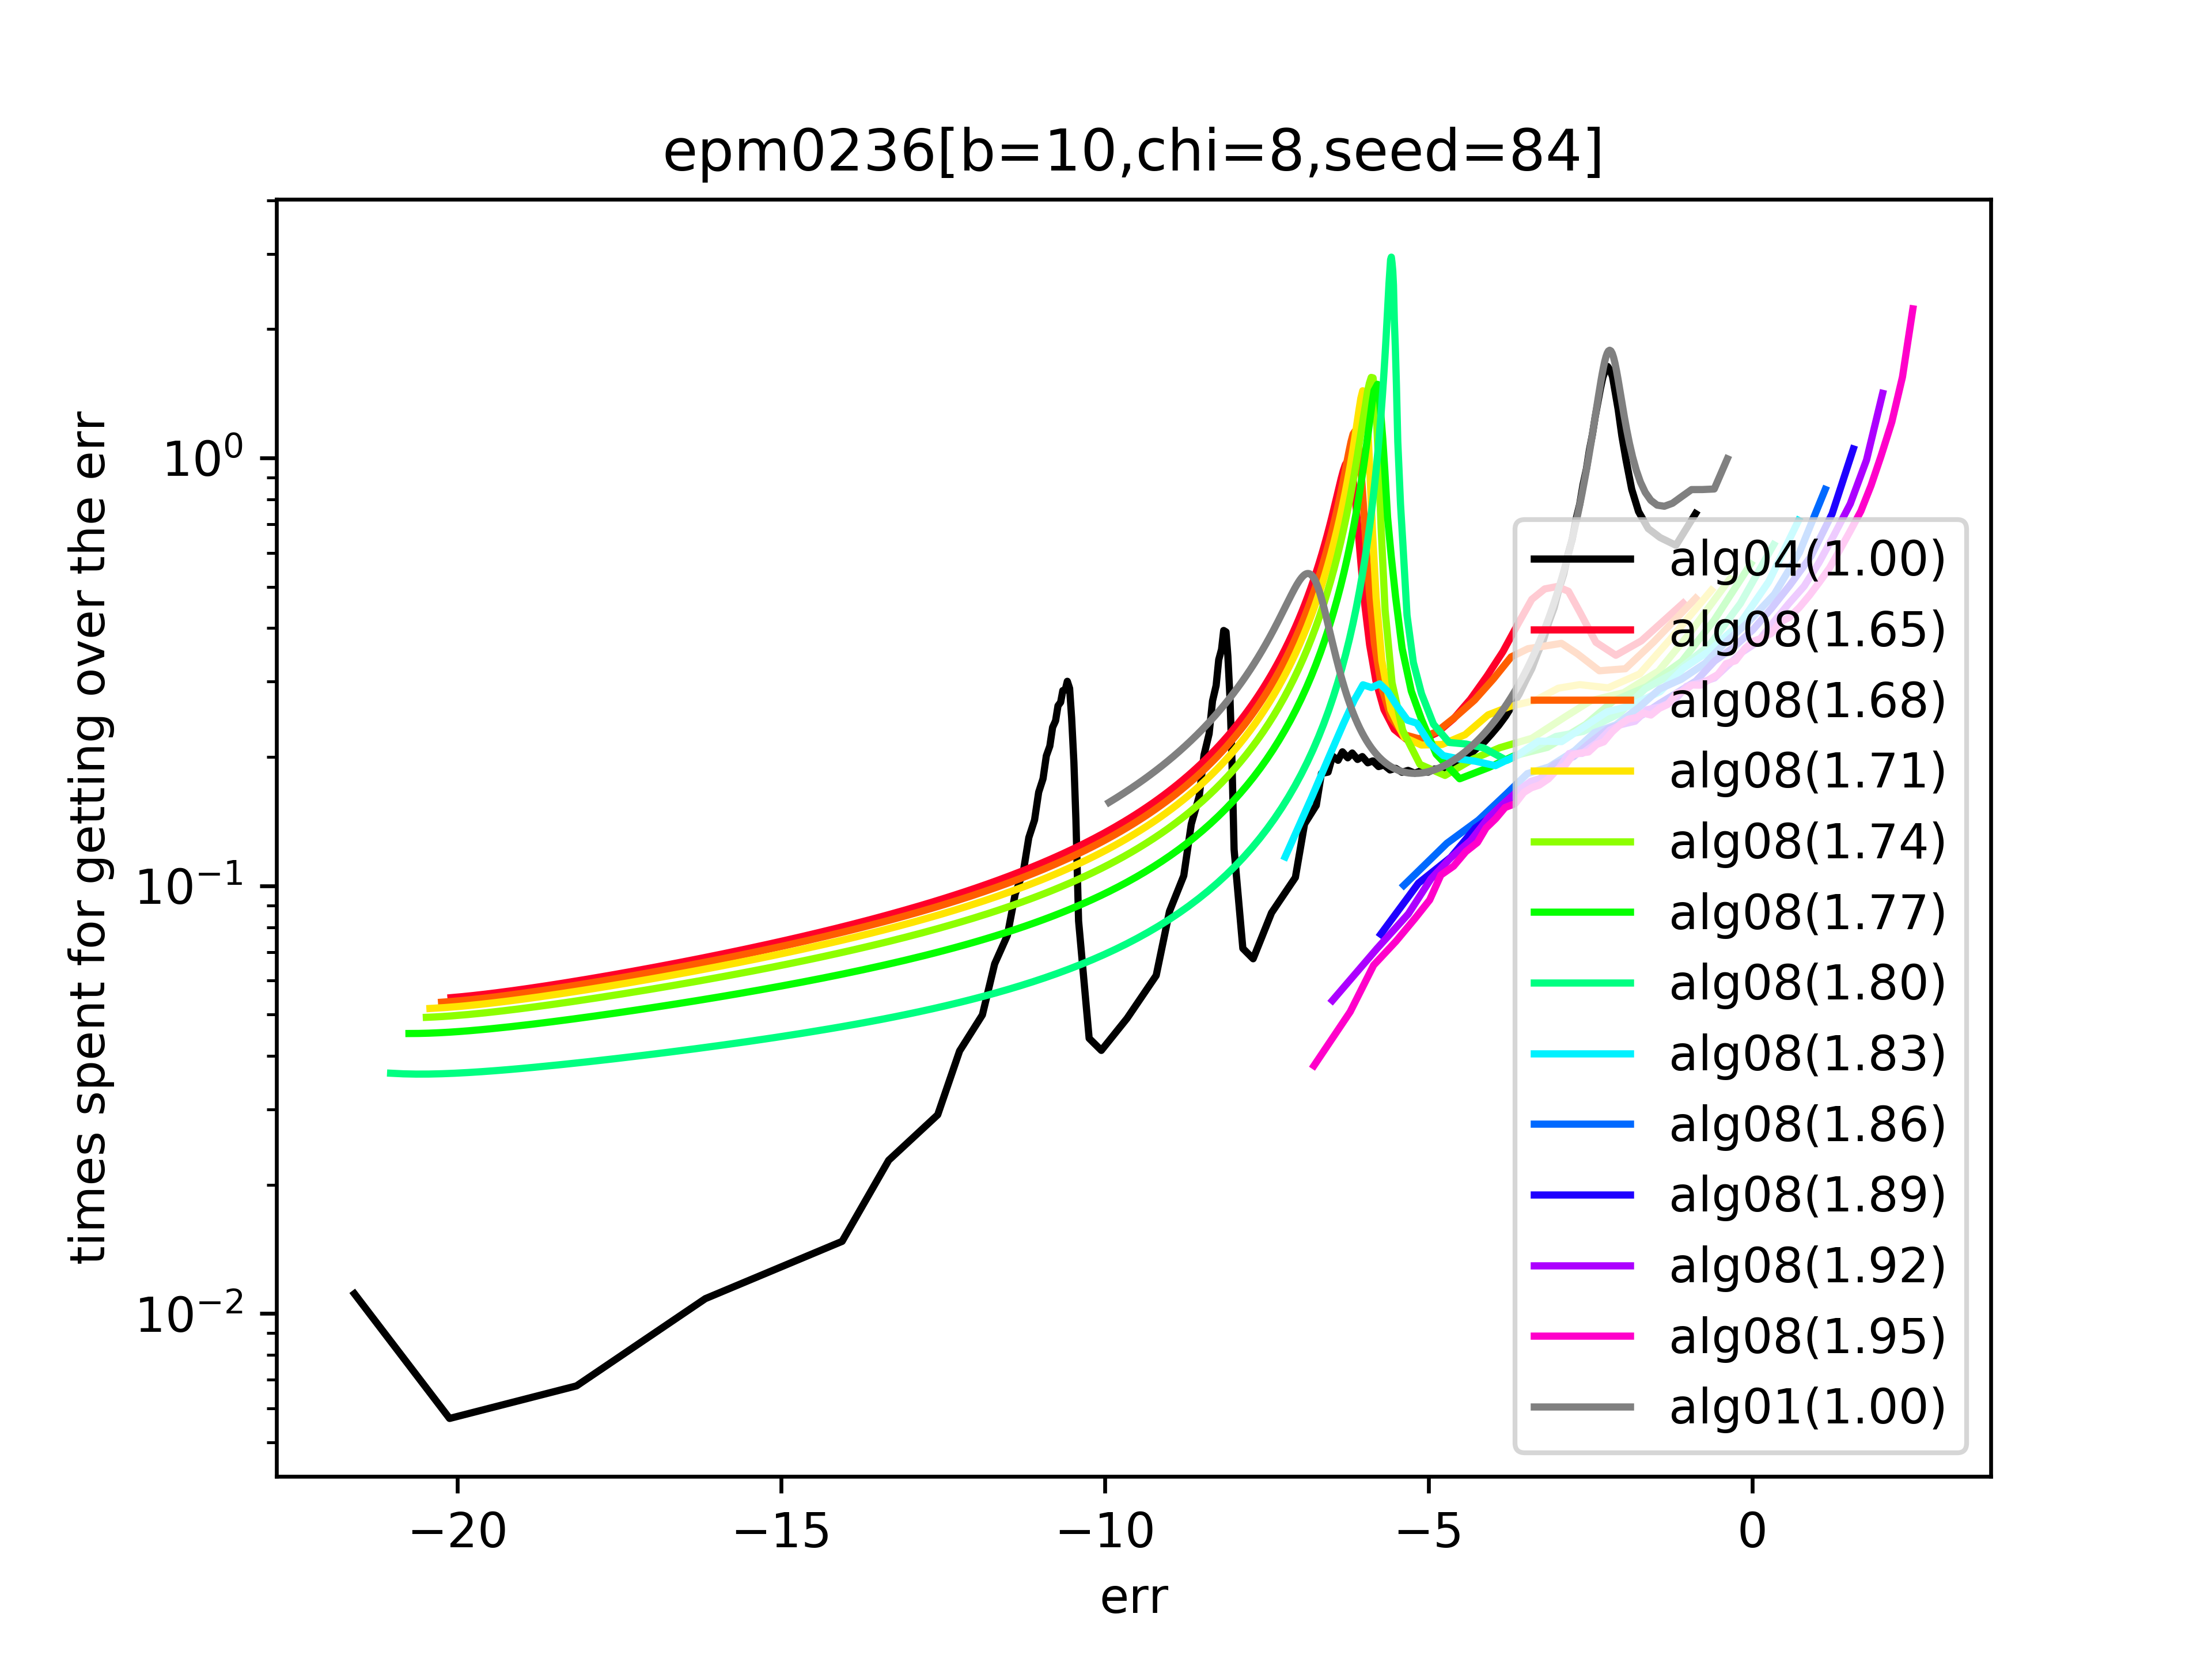 epm0236[b=10,chi=8,seed=84]
times spent for getting over the err
10⁰
10⁻¹
10⁻²
alg04(1.00)
alg08(1.65)
alg08(1.68)
alg08(1.71)
alg08(1.74)
alg08(1.77)
alg08(1.80)
alg08(1.83)
alg08(1.86)
alg08(1.89)
alg08(1.92)
alg08(1.95)
alg01(1.00)
−20 −15 −10 −5 0
err